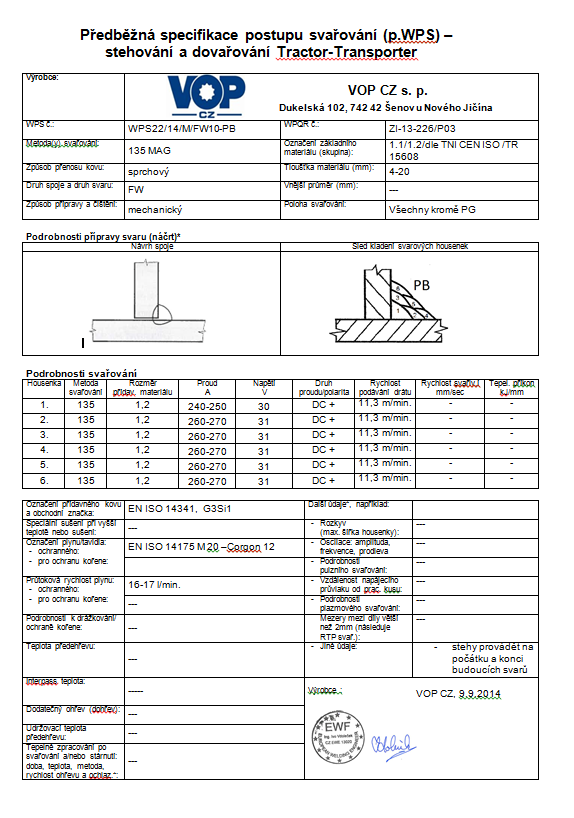 Předběžná specifikace postupu svařování (p.WPS) –
stehování a dovařování Tractor-Transporter
Výrobce:
VOP
CZ
VOP CZ s. p.
Dukelská 102, 742 42 Šenov u Nového Jičína
WPS č.: WPS22/14/M/FW10-PB WPQR č.: ZI-13-226/P03
Metoda(y) svařování: 135 MAG Označení základního materiálu (skupina): 1.1/1.2/dle TNI CEN ISO /TR 15608
Způsob přenosu kovu: sprchový Tloušťka materiálu (mm): 4-20
Druh spoje a druh svaru: FW Vnější průměr (mm): ---
Způsob přípravy a čištění: mechanický Poloha svařování: Všechny kromě PG
Podrobnosti přípravy svaru (náčrt)*
Návrh spoje Sled kladení svarových housenek
PB
Podrobnosti svařování
Housenka Metoda svařování Rozměr přídav. materiálu Proud A Napětí V Druh proudu/polarita Rychlost podávání drátu Rychlost svařív.l mm/sec Tepel. příkon kJ/mm
1. 135 1,2 240-250 30 DC + 11,3 m/min. - -
2. 135 1,2 260-270 31 DC + 11,3 m/min. - -
3. 135 1,2 260-270 31 DC + 11,3 m/min. - -
4. 135 1,2 260-270 31 DC + 11,3 m/min. - -
5. 135 1,2 260-270 31 DC + 11,3 m/min. - -
6. 135 1,2 260-270 31 DC + 11,3 m/min. - -
Označení přídavného kovu a obchodní značka: EN ISO 14341, G3Si1
Speciální sušení při vyšší teplotě nebo sušení: ---
Označení plynu/tavidla:
- ochranného: EN ISO 14175 M 20 –Corgon 12
- pro ochranu kořene:
Průtoková rychlost plynu:
- ochranného: 16-17 l/min.
- pro ochranu kořene: ---
Podrobnosti k drážkování/ ochraně kořene: ---
Teplota předehřevu: ---
Interpass teplota: -----
Dodatečný ohřev (dohřev): ---
Udržovací teplota předehřevu: ---
Tepelné zpracování po svařování a/nebo stárnutí: doba, teplota, metoda, rychlost ohřevu a ochlaz.*: ---
Další údaje*, například:
- Rozkyv (max. šířka housenky): ---
- Oscilace: amplituda, frekvence, prodleva ---
- Podrobnosti pulzního svařování: ---
- Vzdálenost napájecího průvlaku od prac. kusu: ---
- Podrobnosti plazmového svařování: ---
Mezery mezi díly větší než 2mm (následuje RTP svař.): ---
- Jiné údaje: - stehy provádět na počátku a konci budoucích svarů
Výrobce .: VOP CZ, 9.9.2014
EWF